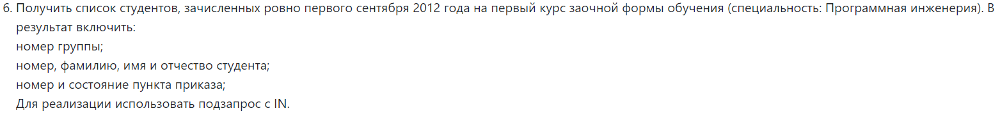 6. Получить список студентов, зачисленных ровно первого сентября 2012 года на первый курс заочной формы обучения (специальность: Программная инженерия). В
результат включить:
номер группы;
номер, фамилию, имя и отчество студента;
номер и состояние пункта приказа;
Для реализации использовать подзапрос с IN.